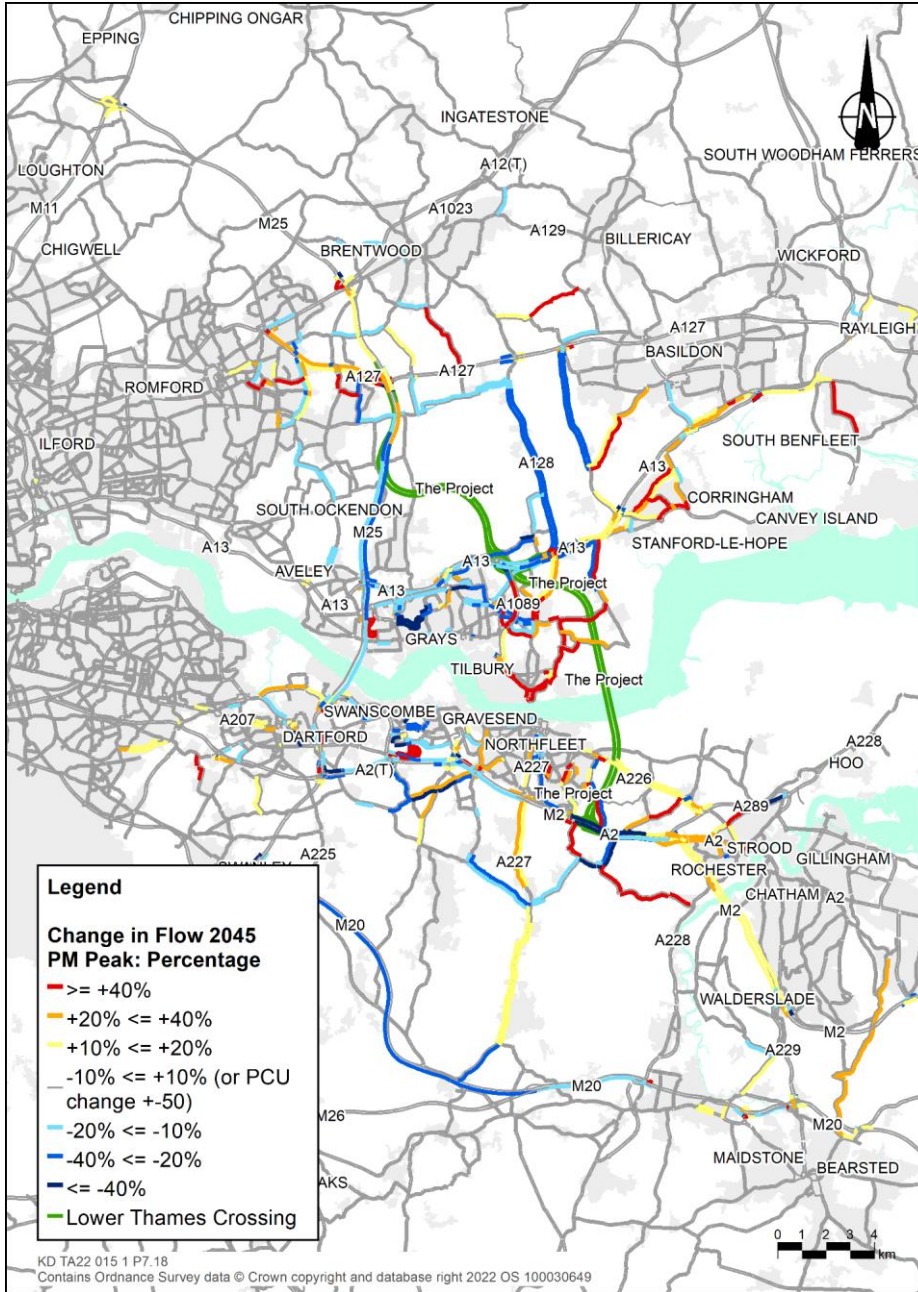 CHIPPING ONGAR
EPPING
N
INGATESTONE
LOUGHTON
SOUTH WOODHAM FERRERS
A12(T)
M11
M25
A1023
CHIGWELL
A129
BILLERICAY
BRENTWOOD
WICKFORD
A127
RAYLEIGH
BASILDON
ROMFORD
A127
A127
ILFORD
SOUTH BENFLEET
A128
A13
The Project
CORRINGHAM
SOUTH OCKENDON
CANVEY ISLAND
M25
STANFORD-LE-HOPE
A13
A13
A13
AVELEY
A13
The Project
A13
A1089
GRAYS
TILBURY
The Project
SWANSCOMBE
A207
GRAVESEND
DARTFORD
NORTHFLEET
A228
HOO
A2(T)
A227
A226
The Project
A289
M2
A2
A2
STROOD
A225
GILLINGHAM
SWANLEY
A227
ROCHESTER
CHATHAM
A2
M2
M20
A228
WALDERSLADE
M2
A229
M20
M26
M20
MAIDSTONE
BEARSTED
AKS
Legend
Change in Flow 2045
PM Peak: Percentage
>= +40%
+20% <= +40%
+10% <= +20%
-10% <= +10% (or PCU
change +-50)
-20% <= -10%
-40% <= -20%
<= -40%
Lower Thames Crossing
0 1 2 3 4
km
KD TA22 015 1 P7.18
Contains Ordnance Survey data © Crown copyright and database right 2022 OS 100030649